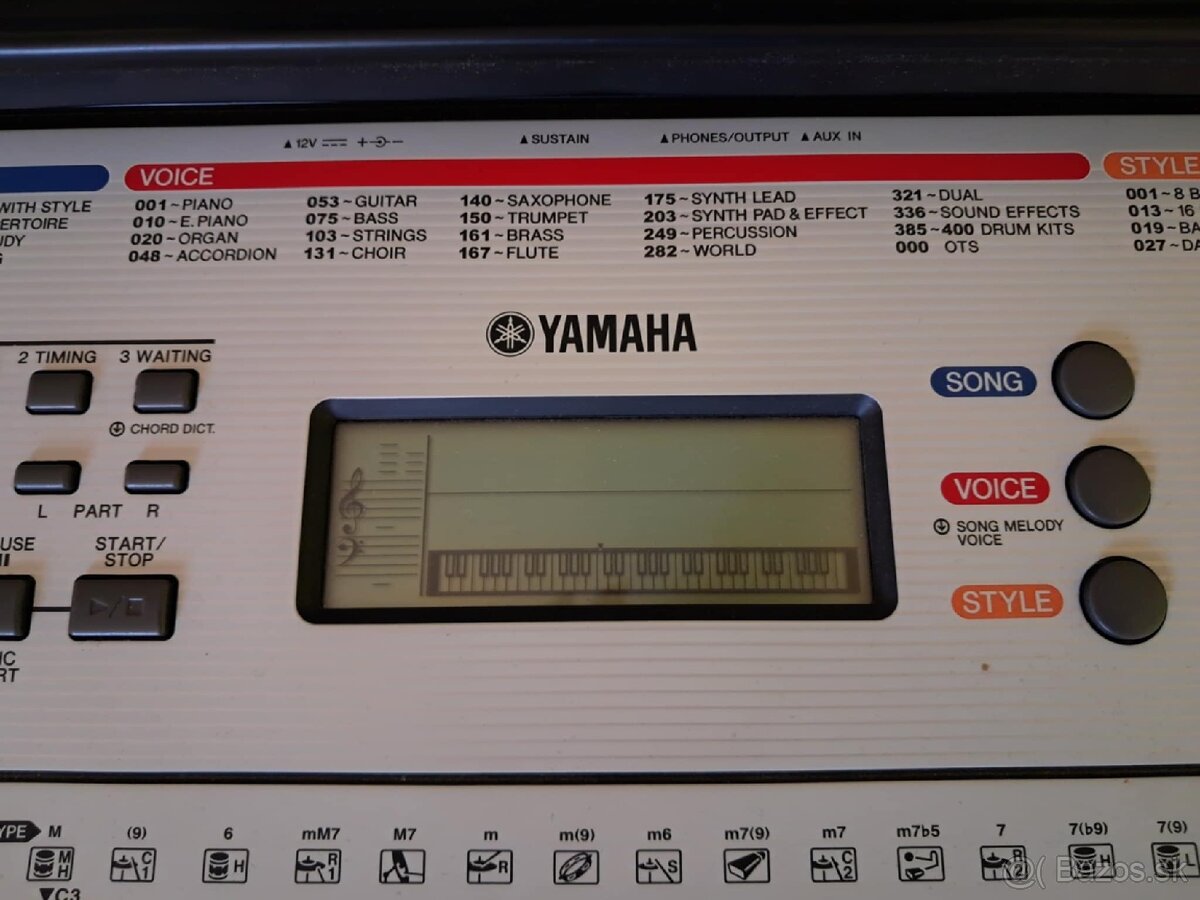 ▲12V
▲SUSTAIN
▲PHONES/OUTPUT ▲AUX IN
VOICE
STYLE
WITH STYLE
001~PIANO
010~E.PIANO
020~ORGAN
048~ACCORDION
053~GUITAR
075~BASS
103~STRINGS
131~CHOIR
140~SAXOPHONE
150~TRUMPET
161~BRASS
167~FLUTE
175~SYNTH LEAD
203~SYNTH PAD & EFFECT
249~PERCUSSION
282~WORLD
321~DUAL
336~SOUND EFFECTS
385~400 DRUM KITS
000 OTS
001~8 B
013~16
019~BA
027~DA
YAMAHA
2 TIMING 3 WAITING
CHORD DICT.
L PART R
START/
STOP
SONG
VOICE
SONG MELODY
VOICE
STYLE
M (9) 6 mM7 M7 m m(9) m6 m7(9) m7 m7b5 7 7(b9) 7(9)
M
H
C
1
H
R
1
R
S
C
2
R
2
H
L
▼C3
Bazos.sk